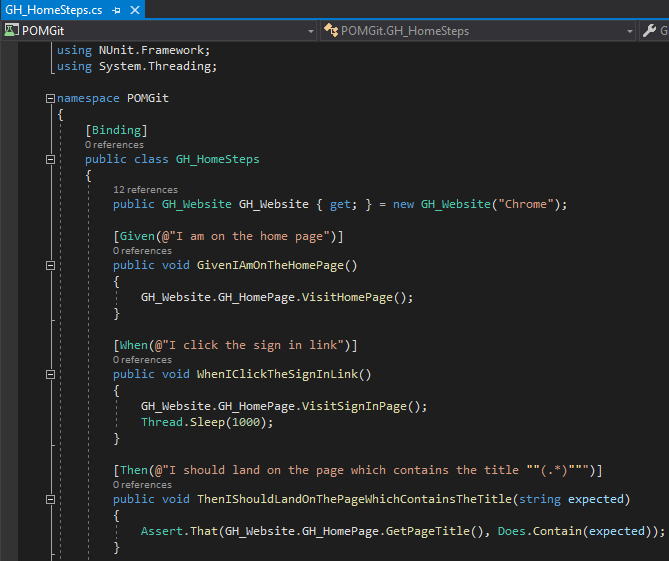 GH_HomeSteps.cs
POMGit
POMGit.GH_HomeSteps
G
using NUnit.Framework;
using System.Threading;
namespace POMGit
{
[Binding]
0 references
public class GH_HomeSteps
{
12 references
public GH_Website GH_Website { get; } = new GH_Website("Chrome");
[Given(@"I am on the home page")]
0 references
public void GivenIAmOnTheHomePage()
{
GH_Website.GH_HomePage.VisitHomePage();
}
[When(@"I click the sign in link")]
0 references
public void WhenIClickTheSignInLink()
{
GH_Website.GH_HomePage.VisitSignInPage();
Thread.Sleep(1000);
}
[Then(@"I should land on the page which contains the title ""(.*)""")]
0 references
public void ThenIShouldLandOnThePageWhichContainsTheTitle(string expected)
{
Assert.That(GH_Website.GH_HomePage.GetPageTitle(), Does.Contain(expected));
}